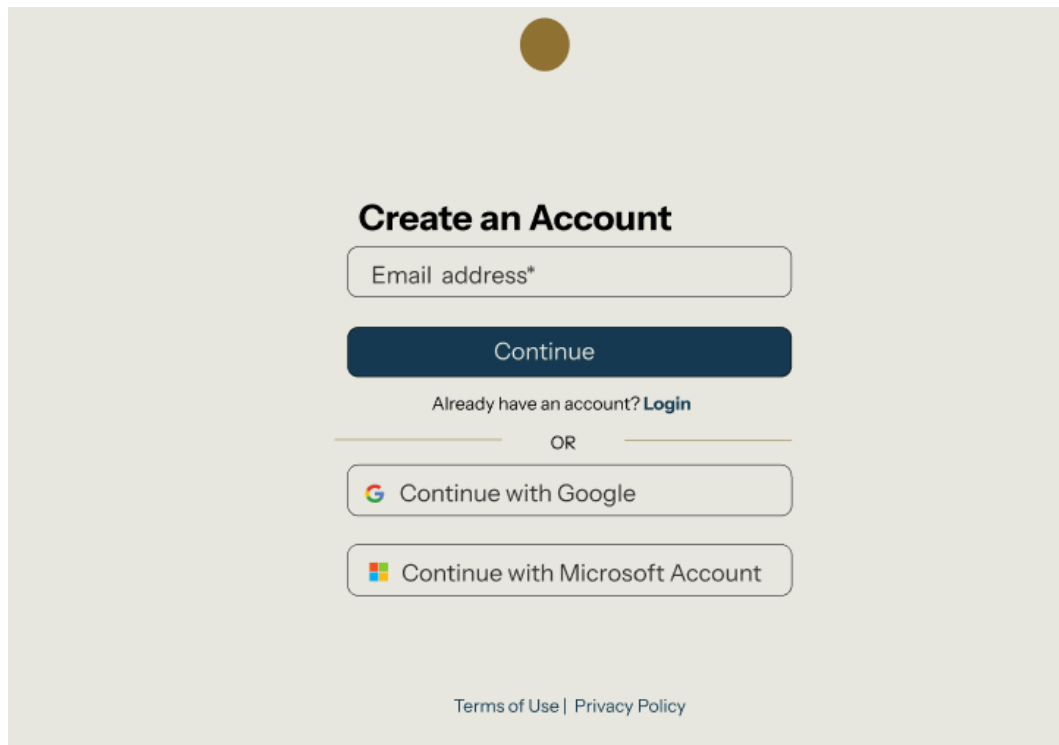 Create an Account
Email address*
Continue
Already have an account? Login
OR
Continue with Google
Continue with Microsoft Account
Terms of Use | Privacy Policy